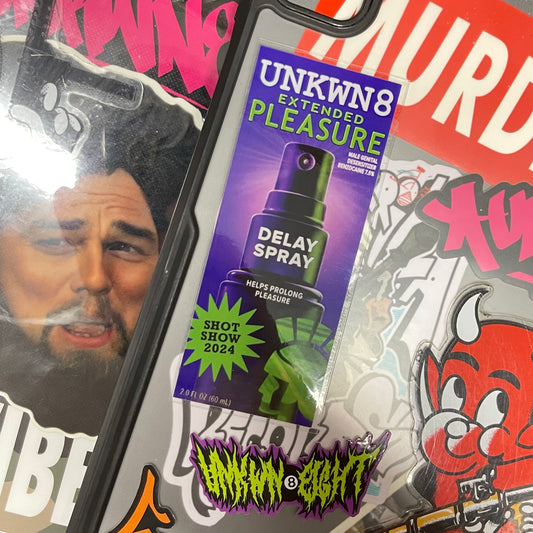 UNKWN8
EXTENDED
PLEASURE
MALE GENITAL
DESENSITIZER
BENZOCAINE 7.5%
DELAY
SPRAY
HELPS PROLONG
PLEASURE
SHOT
SHOW
2024
2.0 FL OZ (60 mL)
UNKWN 8 EIGHT
MURD